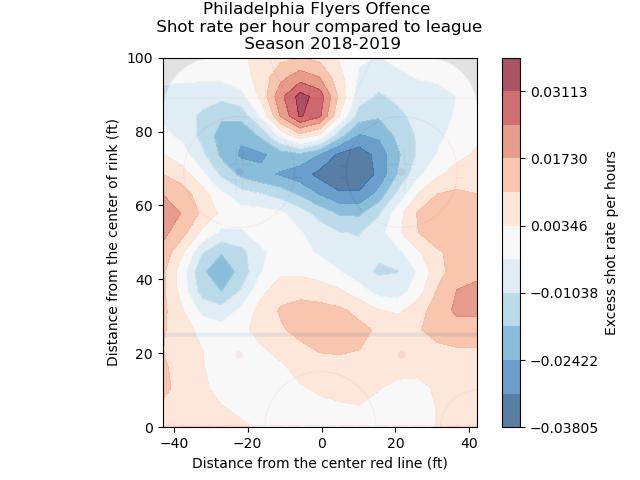 Philadelphia Flyers Offence
Shot rate per hour compared to league
Season 2018-2019
100
80
60
40
20
0
−40
−20
0
20
40
Distance from the center of rink (ft)
Distance from the center red line (ft)
0.03113
0.01730
0.00346
−0.01038
−0.02422
−0.03805
Excess shot rate per hours